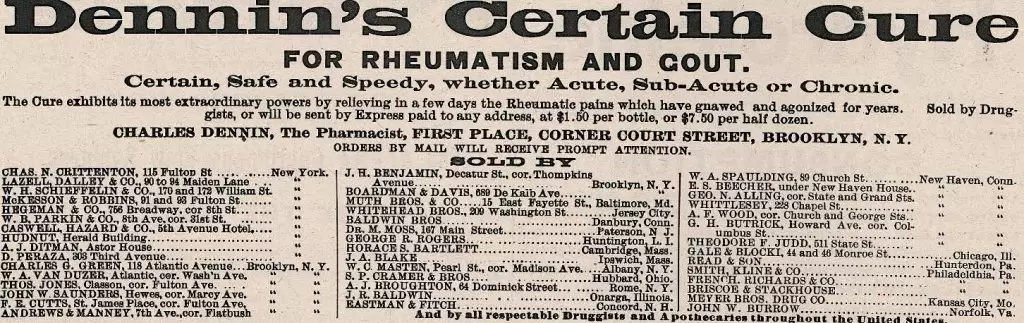 Dennin's Certain Cure
FOR RHEUMATISM AND GOUT.
Certain, Safe and Speedy, whether Acute, Sub-Acute or Chronic.
The Cure exhibits its most extraordinary powers by relieving in a few days the Rheumatic pains which have gnawed and agonized for years. Sold by Drug-
gists, or will be sent by Express paid to any address, at $1.50 per bottle, or $7.50 per half dozen.
CHARLES DENNIN, The Pharmacist, FIRST PLACE, CORNER COURT STREET, BROOKLYN, N. Y.
ORDERS BY MAIL WILL RECEIVE PROMPT ATTENTION.
SOLD BY
CHAS. N. CRITTENTON, 115 Fulton St ......New York.
LAZELL, DALLEY & CO., 90 to 94 Maiden Lane .. "
W. H. SCHIEFFELIN & CO., 170 and 172 William St. "
McKESSON & ROBBINS, 91 and 93 Fulton St... "
HEGEMAN & CO., 756 Broadway, cor 8th St... "
W. B. PARKIN & CO., 8th Ave, cor. 31st St. "
CASWELL, HAZARD & CO., 5th Avenue Hotel,... "
HUDNUT, Herald Building... "
A. J. DITMAN, Astor House ... "
D. PERAZA, 303 Third Avenue ... "
CHARLES G. GREEN, 118 Atlantic Avenue... Brooklyn, N. Y.
W. A. VAN DUZER, Atlantic, cor. Wash'n Ave. " "
THOS. JONES, Classon, cor. Fulton Ave. " "
JOHN W. SAUNDERS, Hewes, cor. Marcy Ave. " "
E. CUTTS, St. James Place, cor. Fulton Ave. " "
ANDREWS & MANNEY, 7th Ave., cor. Flatbush " "
J. H. BENJAMIN, Decatur St., cor. Thompkins
Avenue... Brooklyn, N. Y.
BOARDMAN & DAVIS, 689 De Kalb Ave. "
MUTH BROS. & CO.... 15 East Fayette St., Baltimore, Md.
WHITEHEAD BROS., 209 Washington St... Jersey City.
BALDWIN BROS... Danbury, Conn.
DR. M. MOSS, 167 Main Street... Paterson, N. J
GEORGE R. ROGERS... Huntington, L. I.
HORACE S. BARTLETT... Cambridge, Mass.
J. A. BLAKE... Ipswich, Mass.
W. C. MASTEN, Pearl St., cor. Madison Ave... Albany, N. Y.
S. P. CRAMER & BROS... Hubbard, Ohio.
A. J. BROUGHTON, 64 Dominick Street... Rome, N. Y.
J. R. BALDWIN... Onarga, Illinois.
EASTMAN & FITCH... Concord, N. H.
W. A. SPAULDING, 89 Church St... New Haven, Conn.
E. S. BEECHER, under New Haven House.. " "
GEO. N. ALLING, cor. State and Grand Sts. " "
WHITTLESEY, 228 Chapel St... " "
A. F. WOOD, cor. Church and George Sts.. " "
G. H. BUTRICK, Howard Ave. cor. Col-
umbus St... " "
THEODORE F. JUDD, 511 State St... " "
GALE & BLOCKI, 44 and 46 Monroe St... Chicago, Ill.
READ & SON... Hunterdon, Pa.
SMITH, KLINE & CO... Philadelphia, Pa.
FRENCH, RICHARDS & CO... " "
BRISCOE & STACKHOUSE... " "
MEYER BROS. DRUG CO... Kansas City, Mo.
JOHN W. BURROW... Norfolk, Va.
And by all respectable Druggists and Apothecaries throughout the United States.